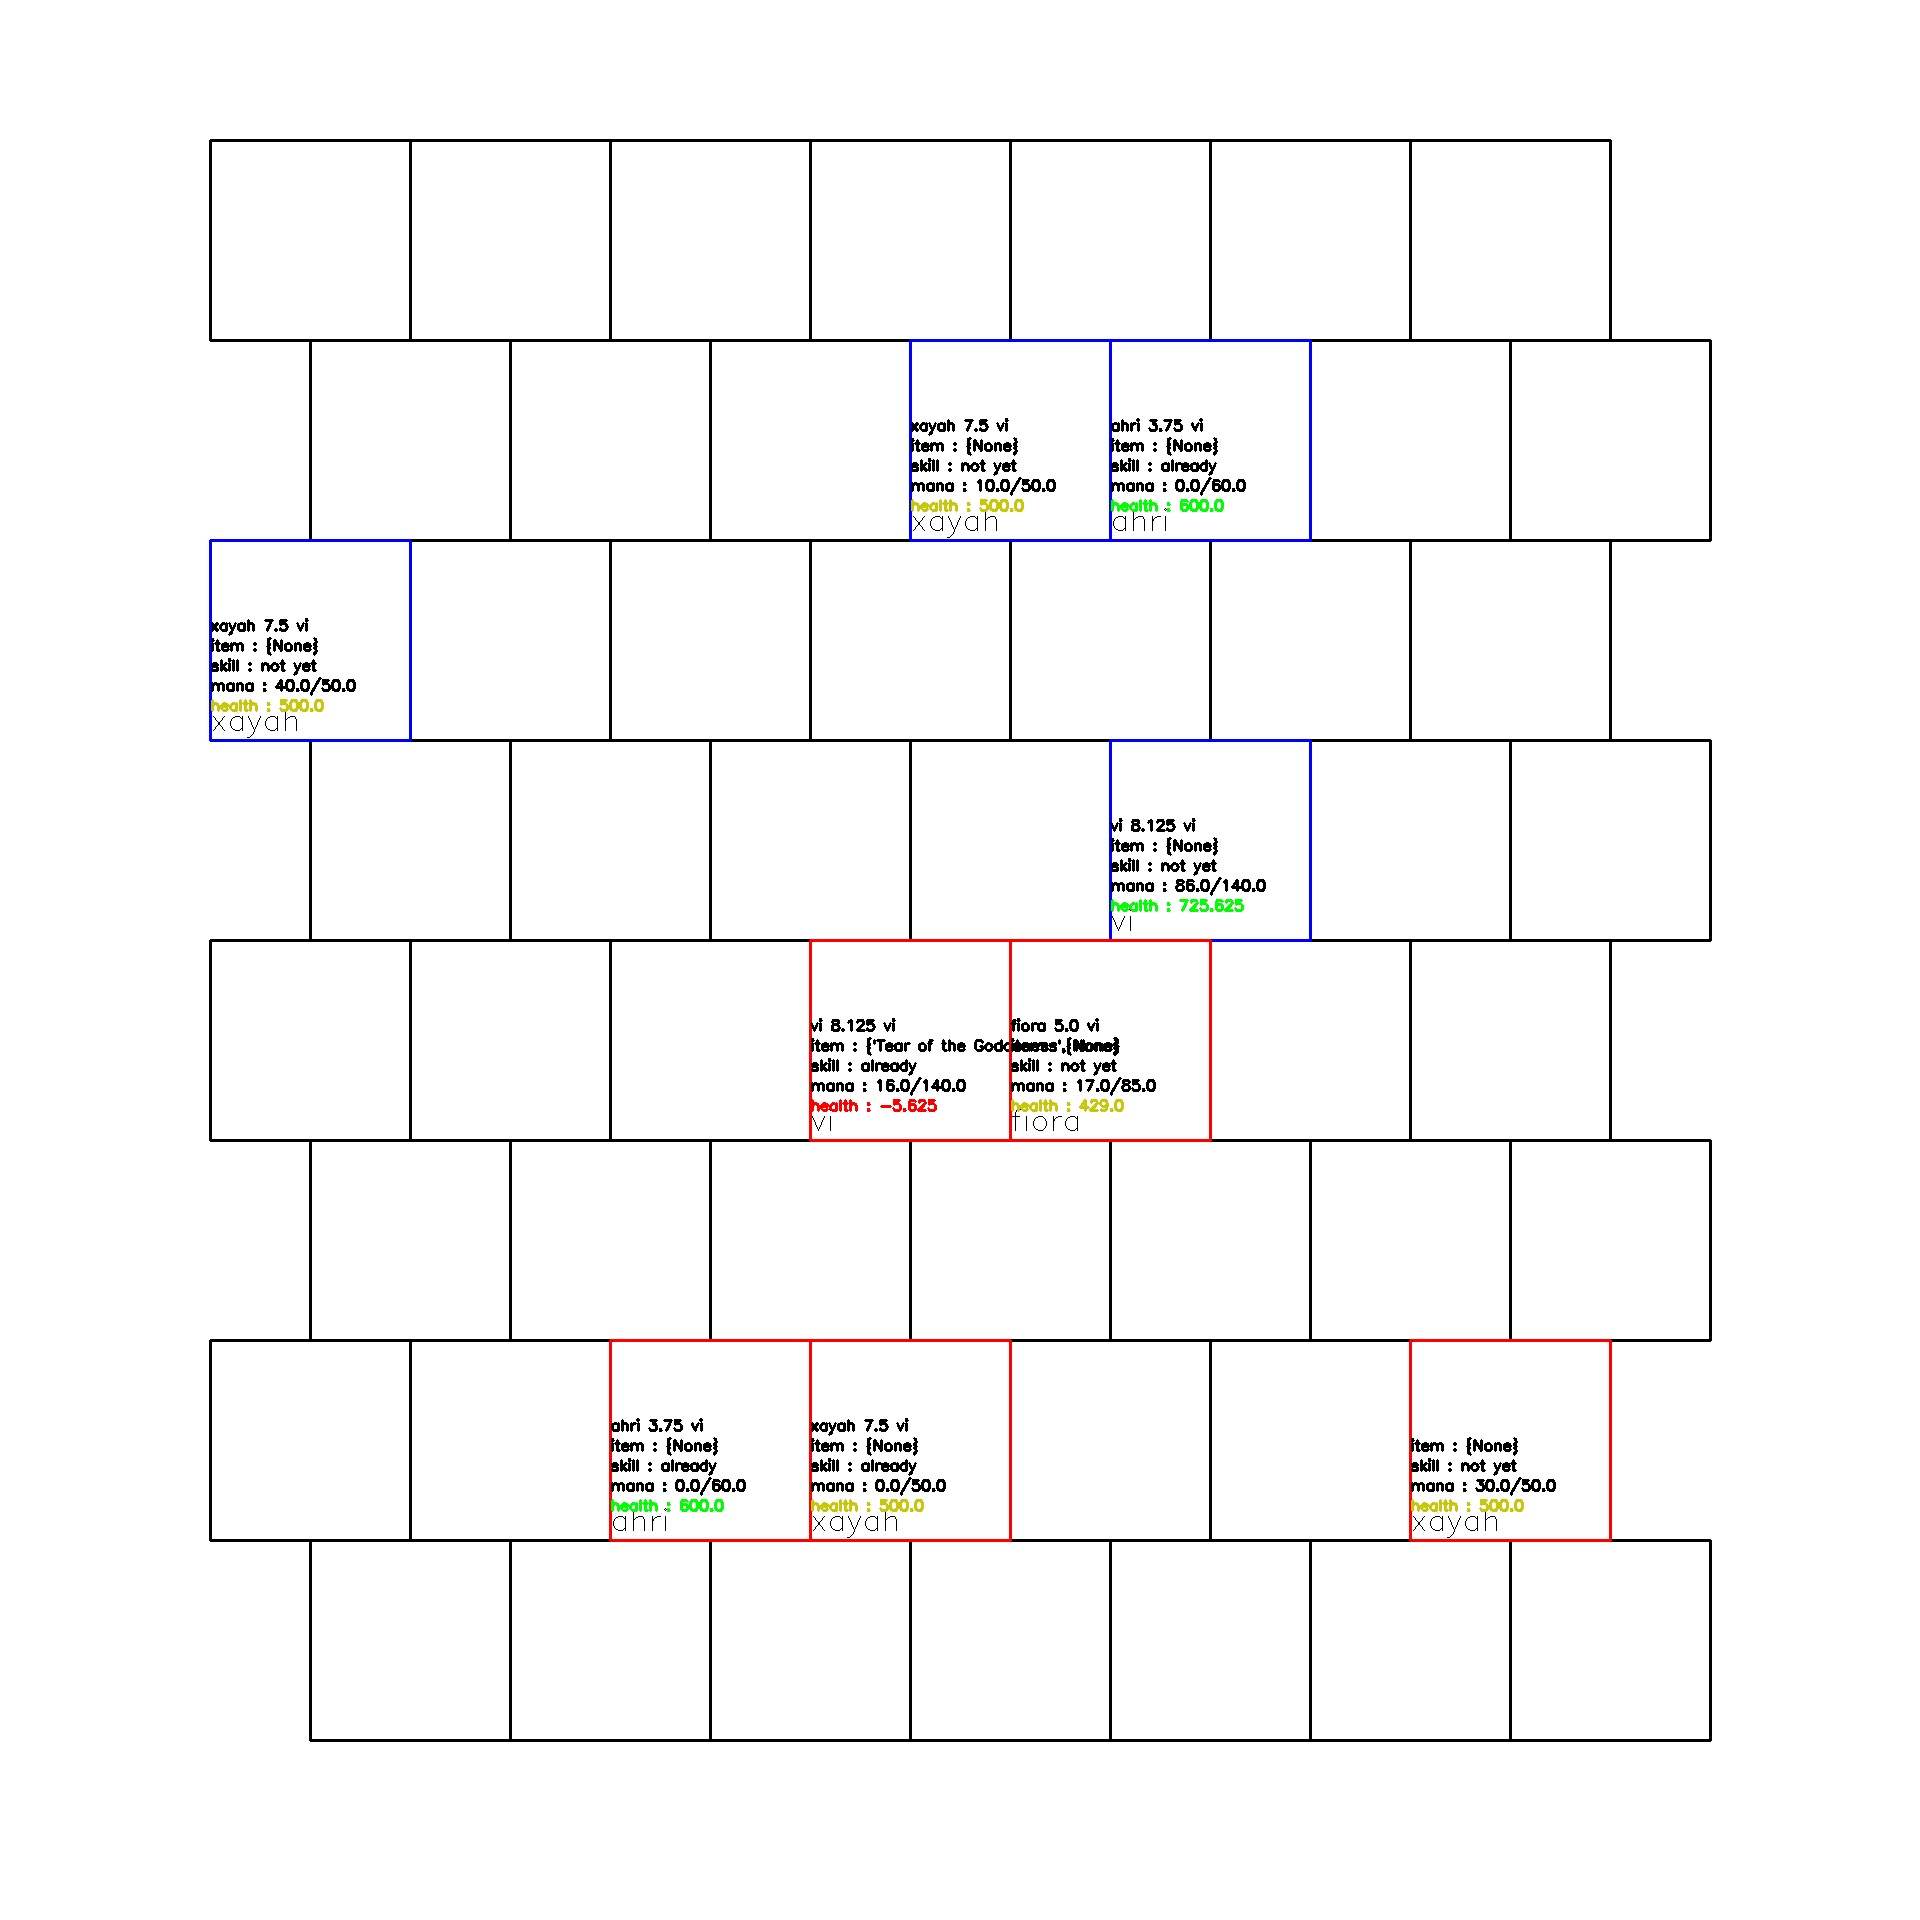 xayah 7.5 vi
item : {None}
skill : not yet
mana : 10.0/50.0
health : 500.0
xayah
ahri 3.75 vi
item : {None}
skill : already
mana : 0.0/60.0
health : 600.0
ahri
xayah 7.5 vi
item : {None}
skill : not yet
mana : 40.0/50.0
health : 500.0
xayah
vi 8.125 vi
item : {None}
skill : not yet
mana : 86.0/140.0
health : 725.625
vi
vi 8.125 vi
item : {'Tear of the Goddess', None}
skill : already
mana : 16.0/140.0
health : -5.625
vi
fiora 5.0 vi
item : {None}
skill : not yet
mana : 17.0/85.0
health : 429.0
fiora
ahri 3.75 vi
item : {None}
skill : already
mana : 0.0/60.0
health : 600.0
ahri
xayah 7.5 vi
item : {None}
skill : already
mana : 0.0/50.0
health : 500.0
xayah
item : {None}
skill : not yet
mana : 30.0/50.0
health : 500.0
xayah